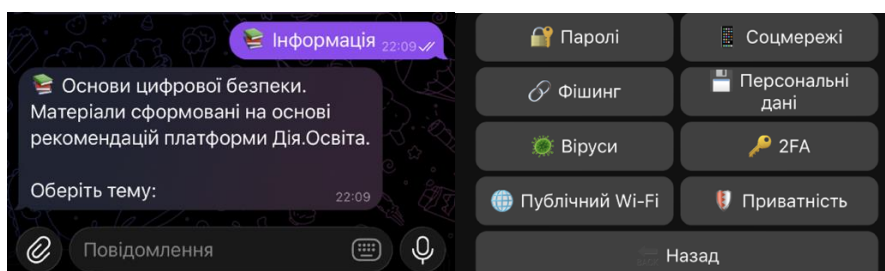 📚 Інформація 22:09
📚 Основи цифрової безпеки.
Матеріали сформовані на основі
рекомендацій платформи Дія.Освіта.
Оберіть тему:
22:09
Повідомлення
🔐 Паролі
📱 Соцмережі
🔗 Фішинг
💾 Персональні
дані
🦠 Віруси
🔑 2FA
🌐 Публічний Wi-Fi
🛡 Приватність
Назад